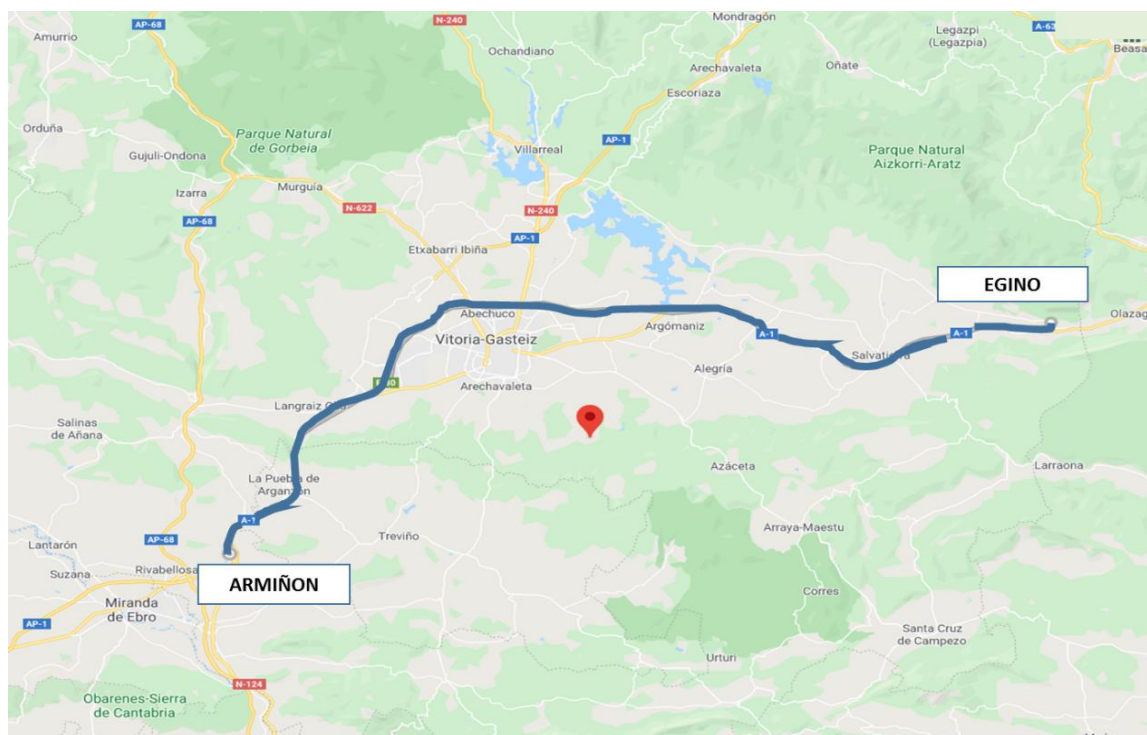 AP-68
N-240
Mondragón
Legazpi
(Legazpia)
Amurrio
Ochandiano
Arechavaleta
Oñate
Beasa
Escoriaza
Orduña
Parque Natural
de Gorbeia
AP-1
Parque Natural
Aizkorri-Aratz
Gujuli-Ondona
Villarreal
Izarra
Murguía
AP-68
N-622
N-240
AP-1
Etxabarri Ibiña
EGINO
Abechuco
Argómaniz
A-1
A-1
Olazag
Vitoria-Gasteiz
Salvatierra
Alegría
Arechavaleta
Langraiz
Salinas
de Añana
Azáceta
Larraona
La Puebla de
Arganzón
A-1
Arraya-Maestu
Treviño
AP-68
Lantarón
Suzana
Rivabellosa
ARMIÑON
Corres
Miranda
de Ebro
AP-1
Santa Cruz
de Campezo
Urturi
N-124
Obarenes-Sierra
de Cantabria